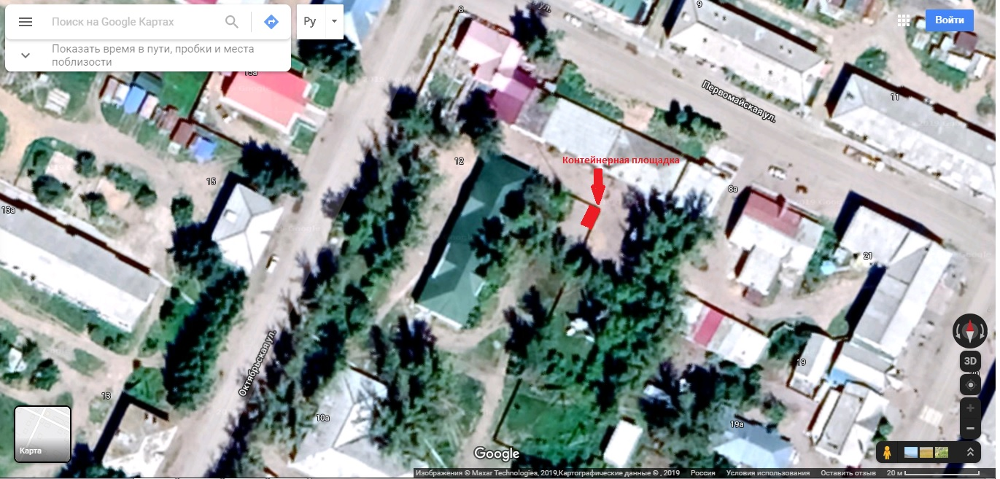 Поиск на Google Картах
Ру
Войти
Показать время в пути, пробки и места
поблизости
8
9
13а
11
Первомайская ул.
12
Контейнерная площадка
15
8а
13а
21
Октябрьская ул.
19
3D
13
10а
19а
Карта
Google
Изображения © Maxar Technologies, 2019,Картографические данные © , 2019
Россия
Условия использования
Оставить отзыв
20 м